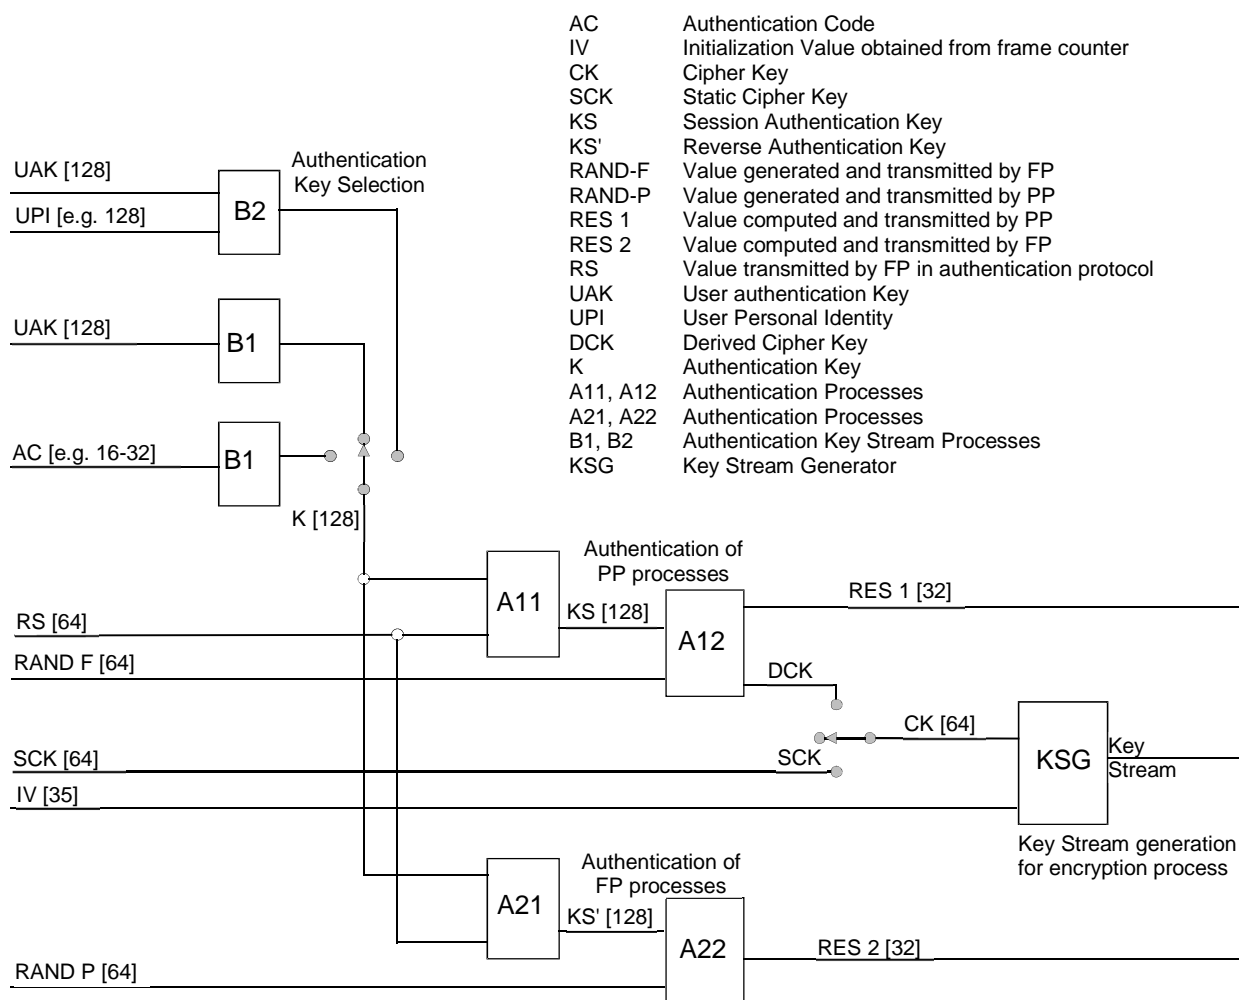 AC Authentication Code
IV Initialization Value obtained from frame counter
CK Cipher Key
SCK Static Cipher Key
KS Session Authentication Key
KS' Reverse Authentication Key
RAND-F Value generated and transmitted by FP
RAND-P Value generated and transmitted by PP
RES 1 Value computed and transmitted by PP
RES 2 Value computed and transmitted by FP
RS Value transmitted by FP in authentication protocol
UAK User authentication Key
UPI User Personal Identity
DCK Derived Cipher Key
K Authentication Key
A11, A12 Authentication Processes
A21, A22 Authentication Processes
B1, B2 Authentication Key Stream Processes
KSG Key Stream Generator
Authentication
Key Selection
UAK [128]
UPI [e.g. 128]
B2
UAK [128]
B1
AC [e.g. 16-32]
B1
K [128]
Authentication of
PP processes
A11
KS [128]
A12
RES 1 [32]
RS [64]
RAND F [64]
DCK
CK [64]
SCK [64]
SCK
KSG
Key
Stream
IV [35]
Key Stream generation
for encryption process
Authentication of
FP processes
A21
KS' [128]
A22
RES 2 [32]
RAND P [64]